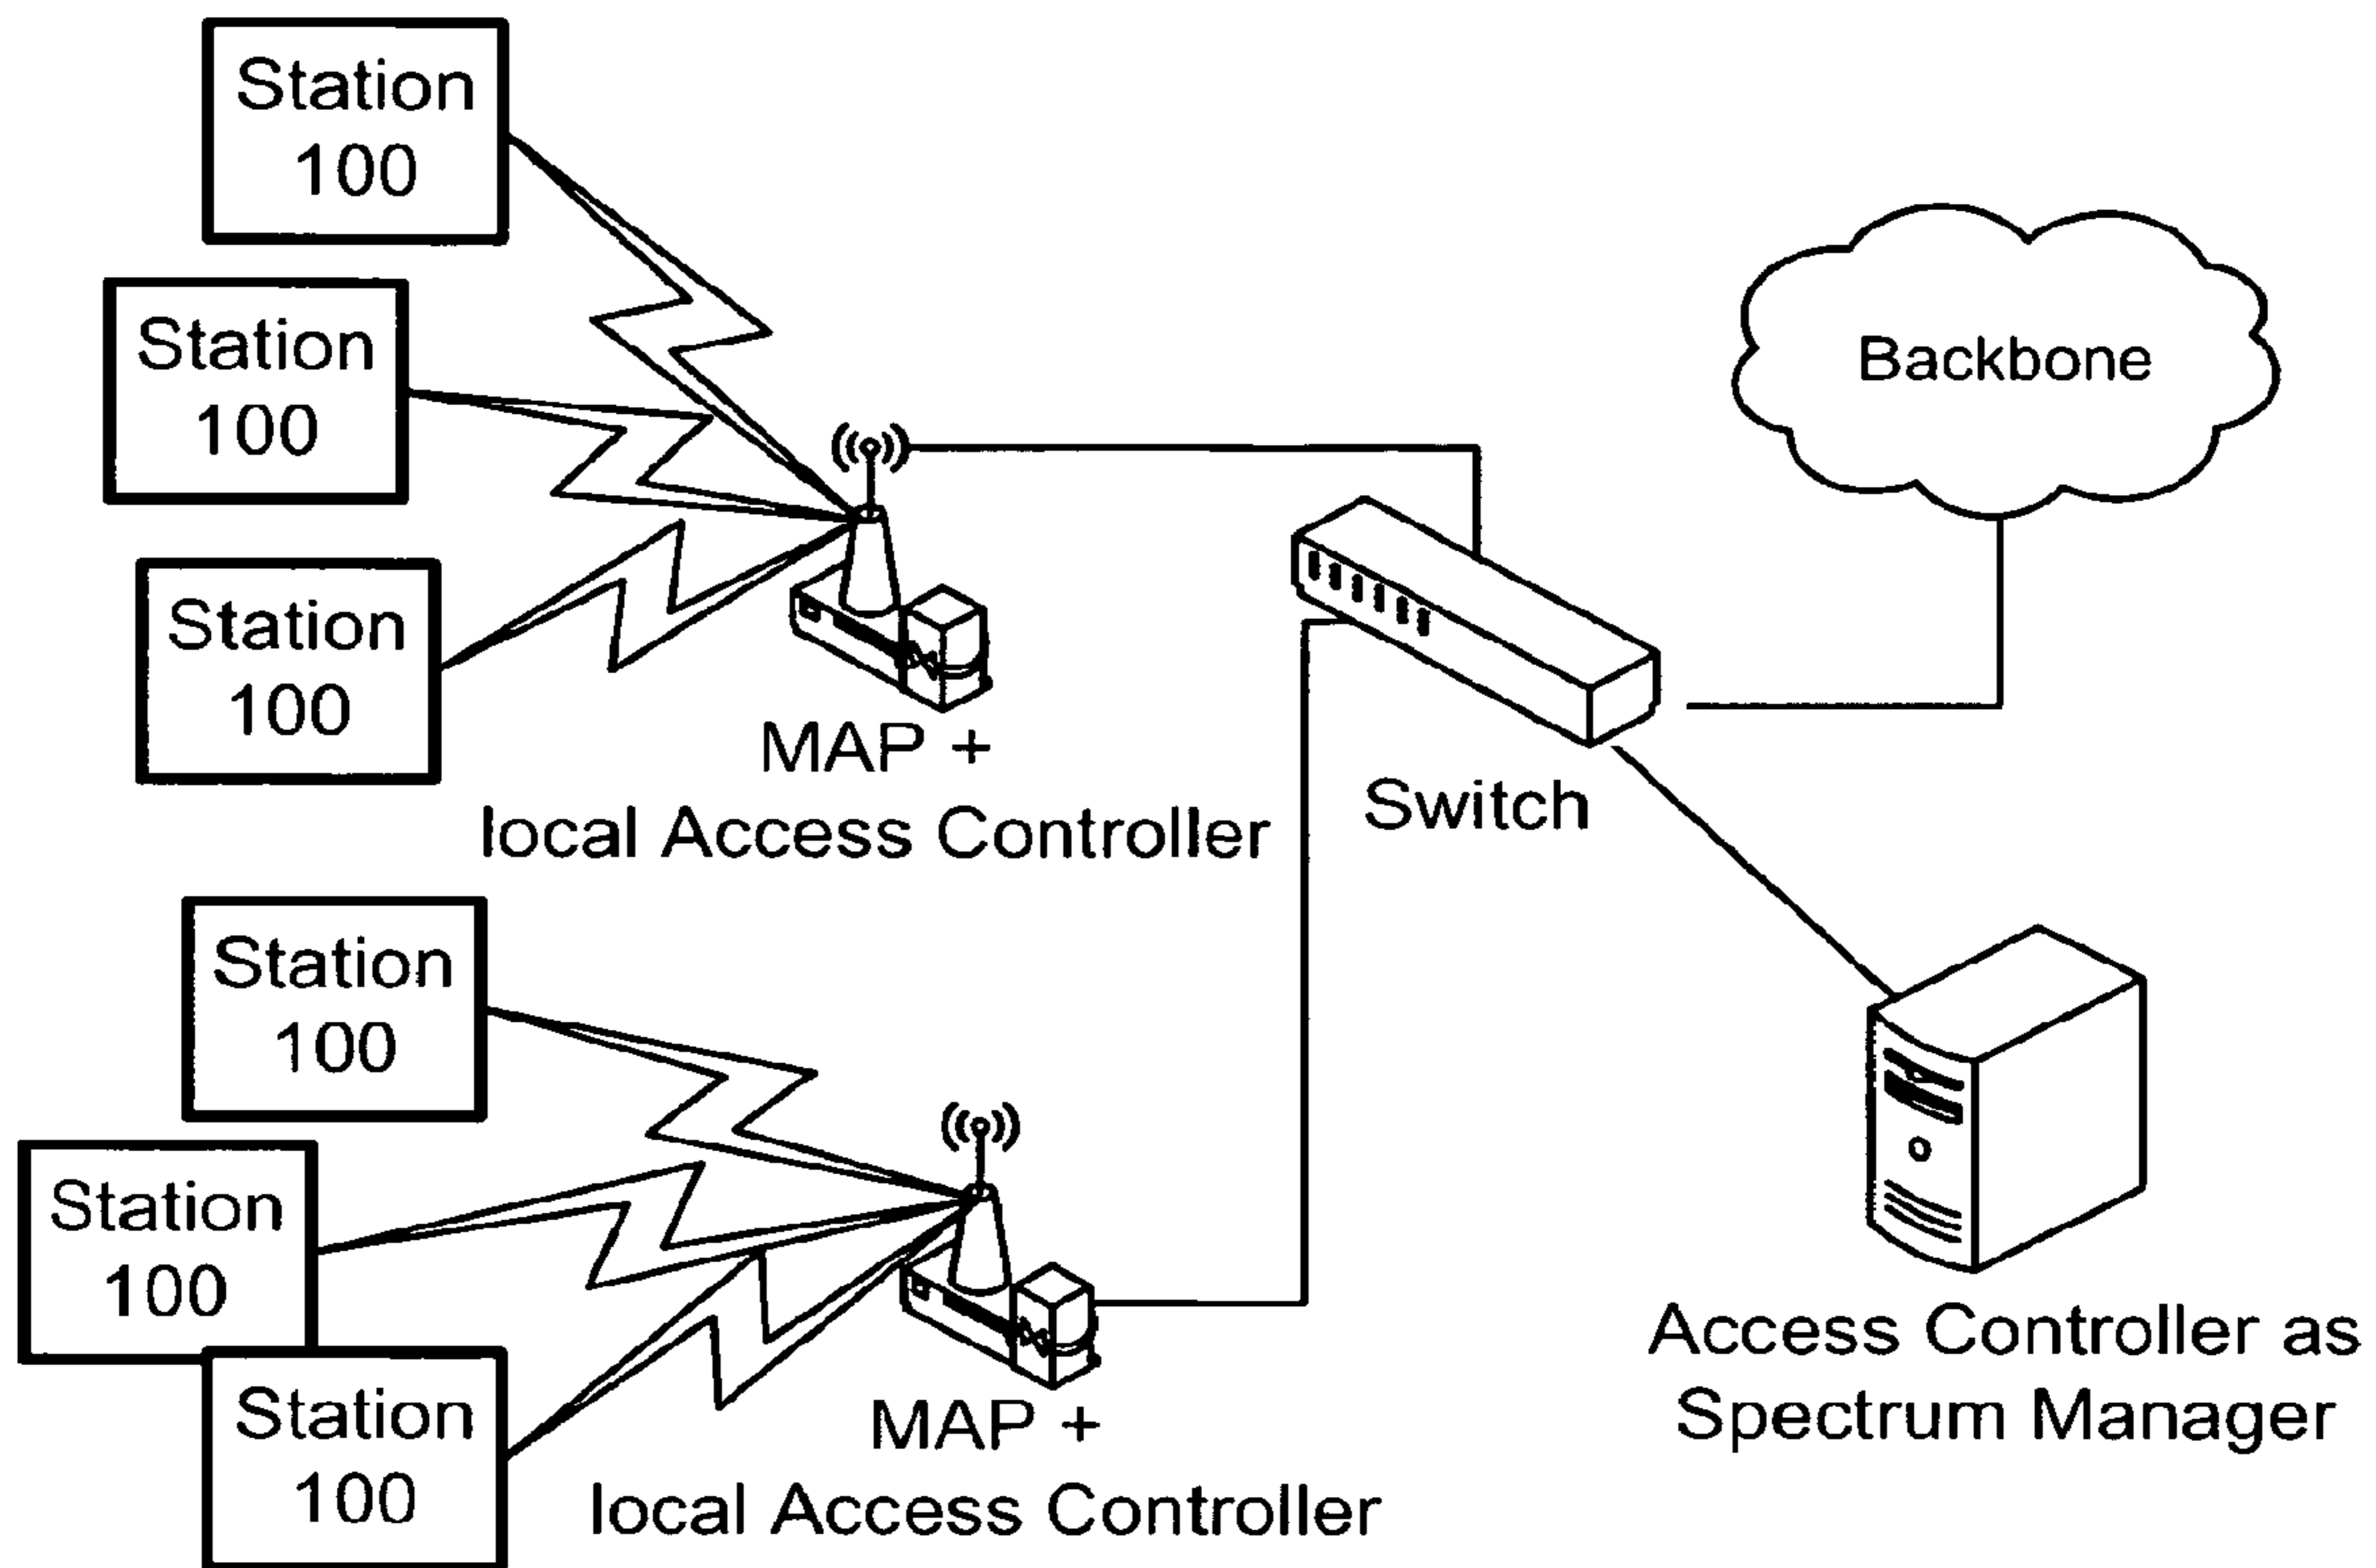 Station
100
Station
100
Station
100
MAP +
local Access Controller
Switch
Backbone
Station
100
Station
100
Station
100
MAP +
local Access Controller
Access Controller as
Spectrum Manager